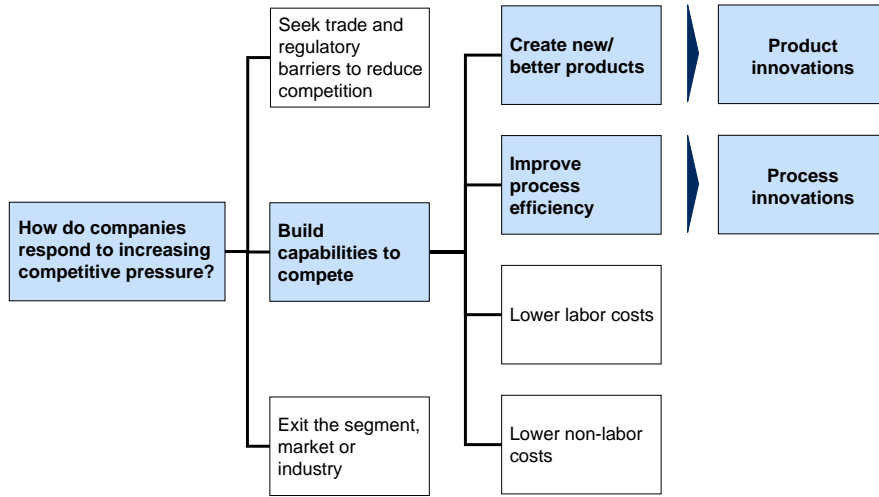 How do companies
respond to increasing
competitive pressure?
Seek trade and
regulatory
barriers to reduce
competition
Build
capabilities to
compete
Exit the segment,
market or
industry
Create new/
better products
Improve
process
efficiency
Lower labor costs
Lower non-labor
costs
Product
innovations
Process
innovations